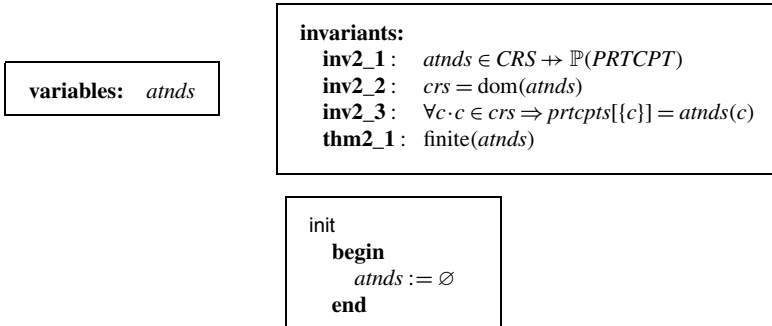 variables: atnds
invariants:
inv2_1 : atnds ∈ CRS ⇸ ℙ(PRTCPT)
inv2_2 : crs = dom(atnds)
inv2_3 : ∀c·c ∈ crs ⇒ prtcpts[{c}] = atnds(c)
thm2_1 : finite(atnds)
init
begin
atnds := ∅
end